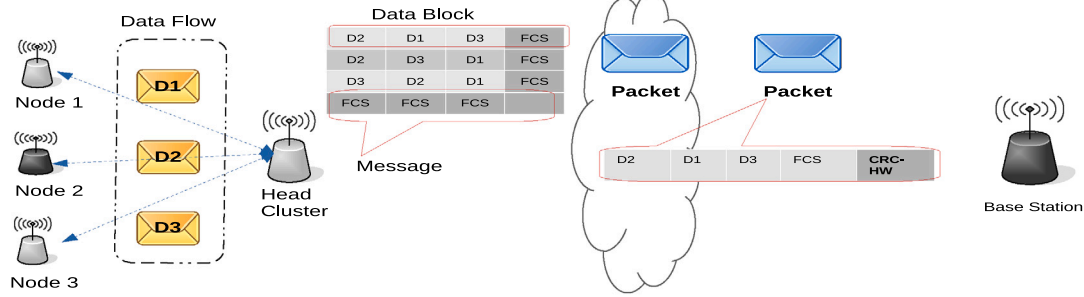 Data Flow
Data Block
D1
D2
D3
Node 1
Node 2
Node 3
Head
Cluster
D2 D1 D3 FCS
D2 D3 D1 FCS
D3 D2 D1 FCS
FCS FCS FCS
Message
Packet
Packet
D2 D1 D3 FCS CRC-
HW
Base Station